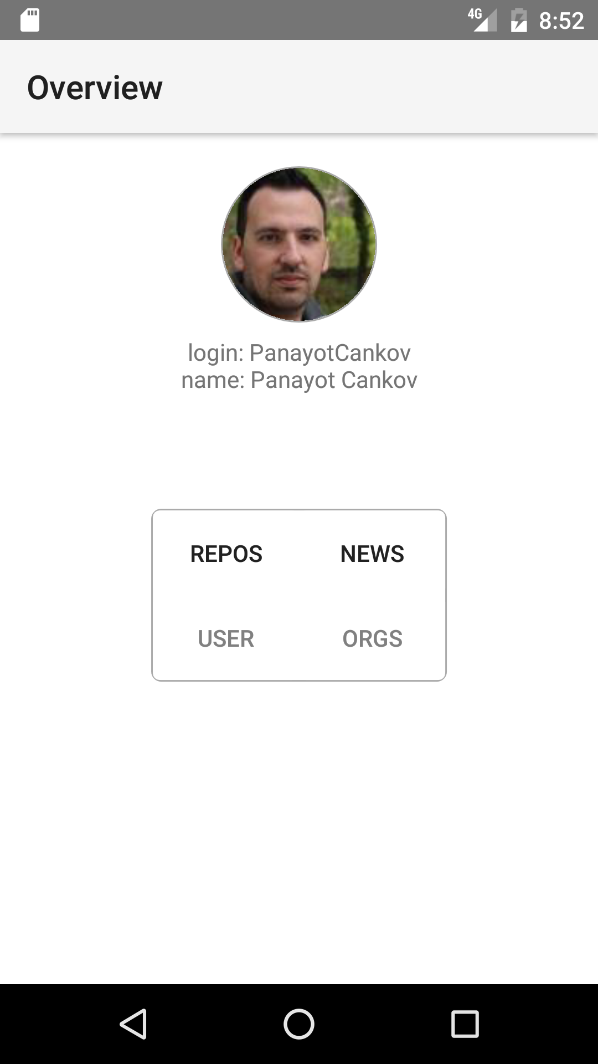 4G 8:52
Overview
login: PanayotCankov
name: Panayot Cankov
REPOS NEWS
USER ORGS